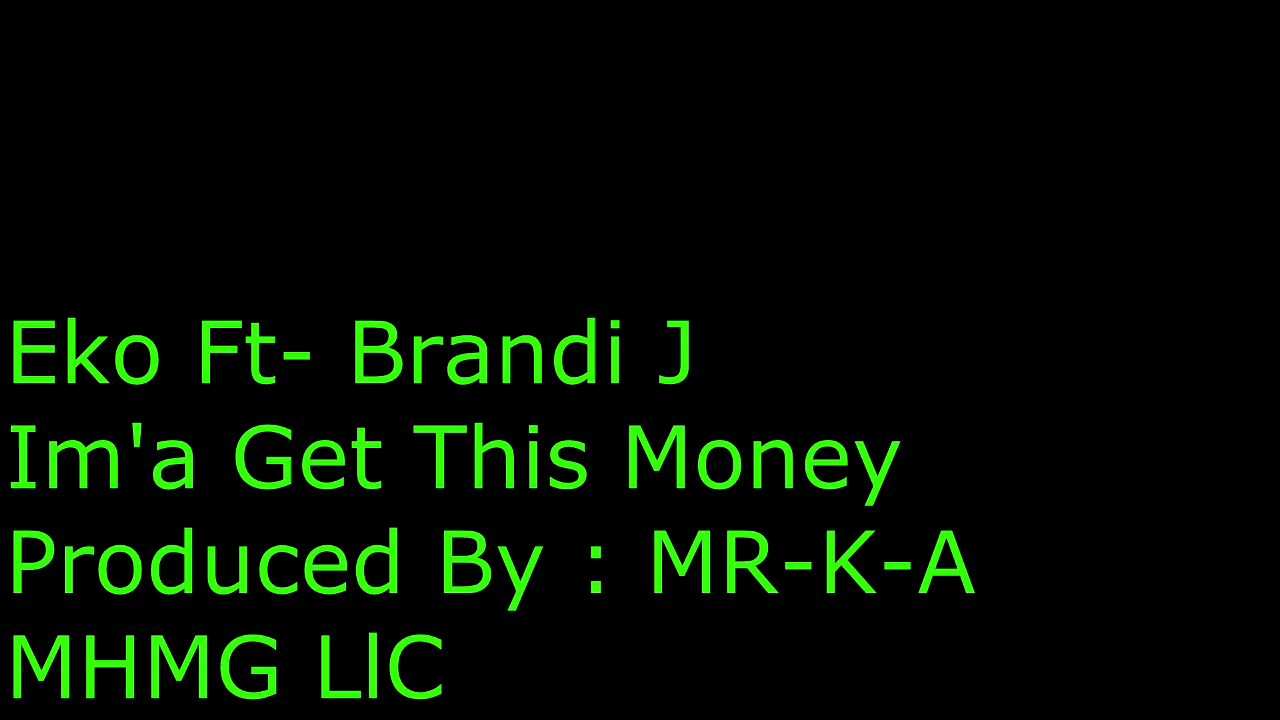 Eko Ft- Brandi J
Im'a Get This Money
Produced By : MR-K-A
MHMG LlC